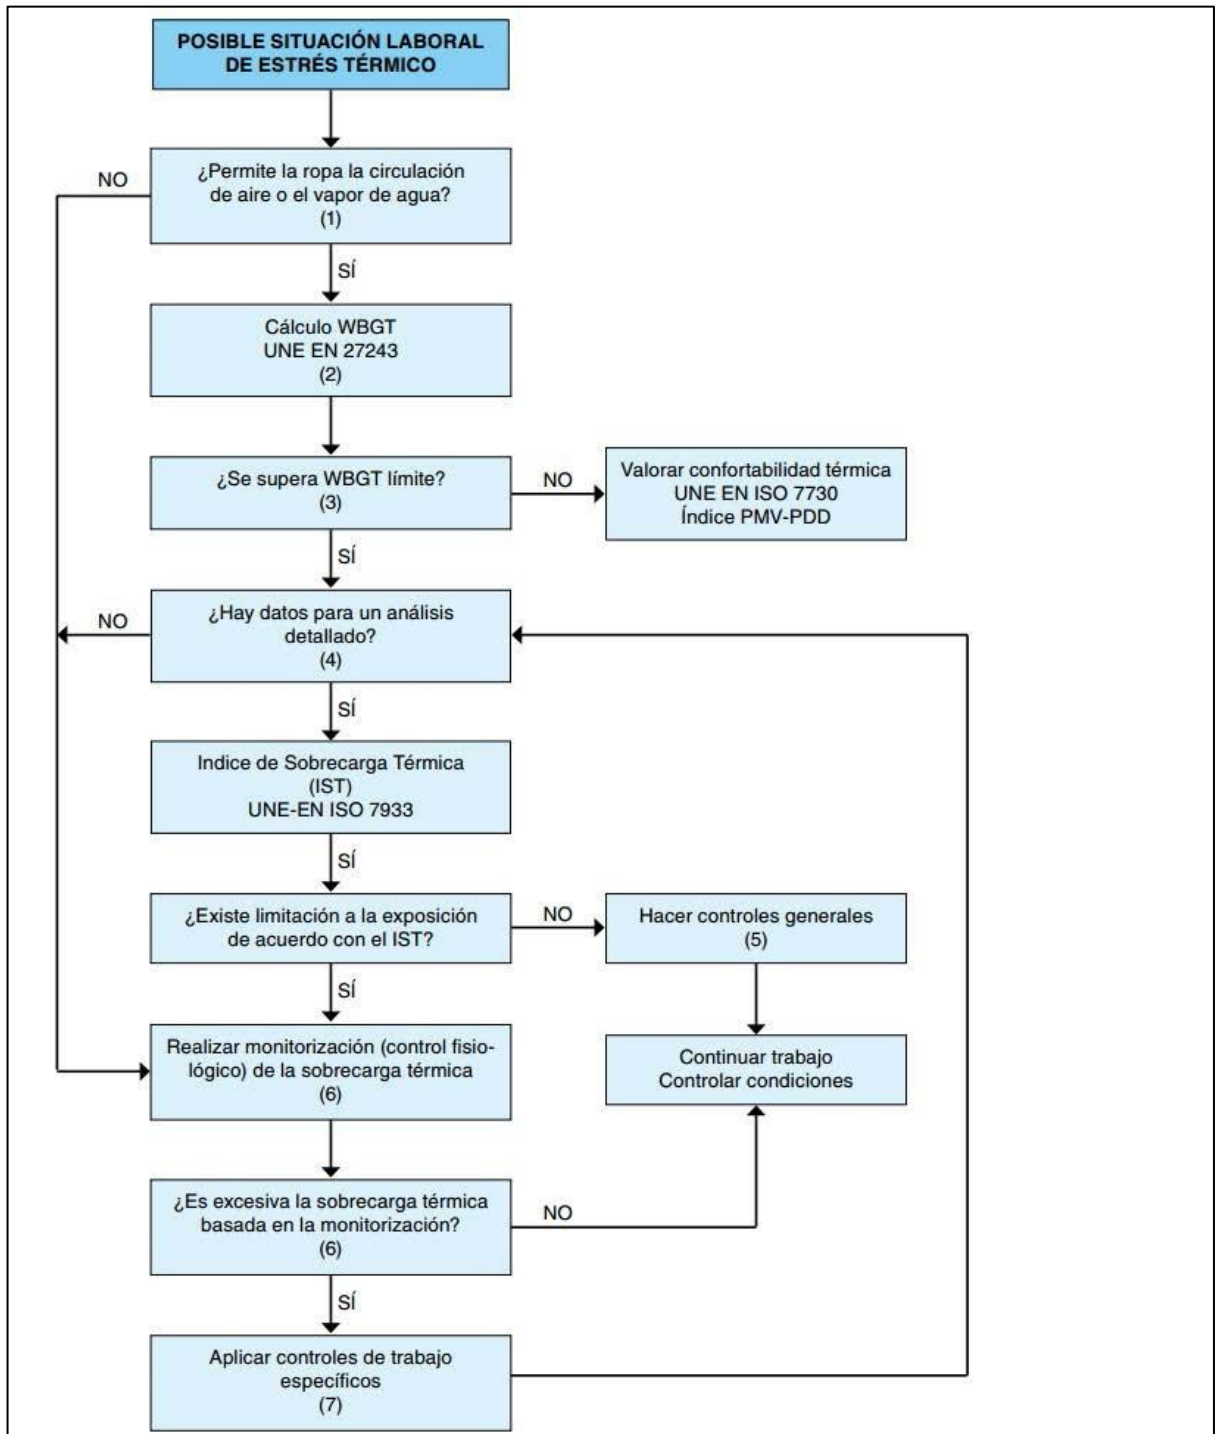 POSIBLE SITUACIÓN LABORAL
DE ESTRÉS TÉRMICO
¿Permite la ropa la circulación
de aire o el vapor de agua?
(1)
NO
SÍ
Cálculo WBGT
UNE EN 27243
(2)
¿Se supera WBGT límite?
(3)
NO
Valorar confortabilidad térmica
UNE EN ISO 7730
Índice PMV-PDD
SÍ
¿Hay datos para un análisis
detallado?
(4)
NO
SÍ
Indice de Sobrecarga Térmica
(IST)
UNE-EN ISO 7933
SÍ
¿Existe limitación a la exposición
de acuerdo con el IST?
NO
Hacer controles generales
(5)
SÍ
Realizar monitorización (control fisio-
lógico) de la sobrecarga térmica
(6)
Continuar trabajo
Controlar condiciones
¿Es excesiva la sobrecarga térmica
basada en la monitorización?
(6)
NO
SÍ
Aplicar controles de trabajo
específicos
(7)